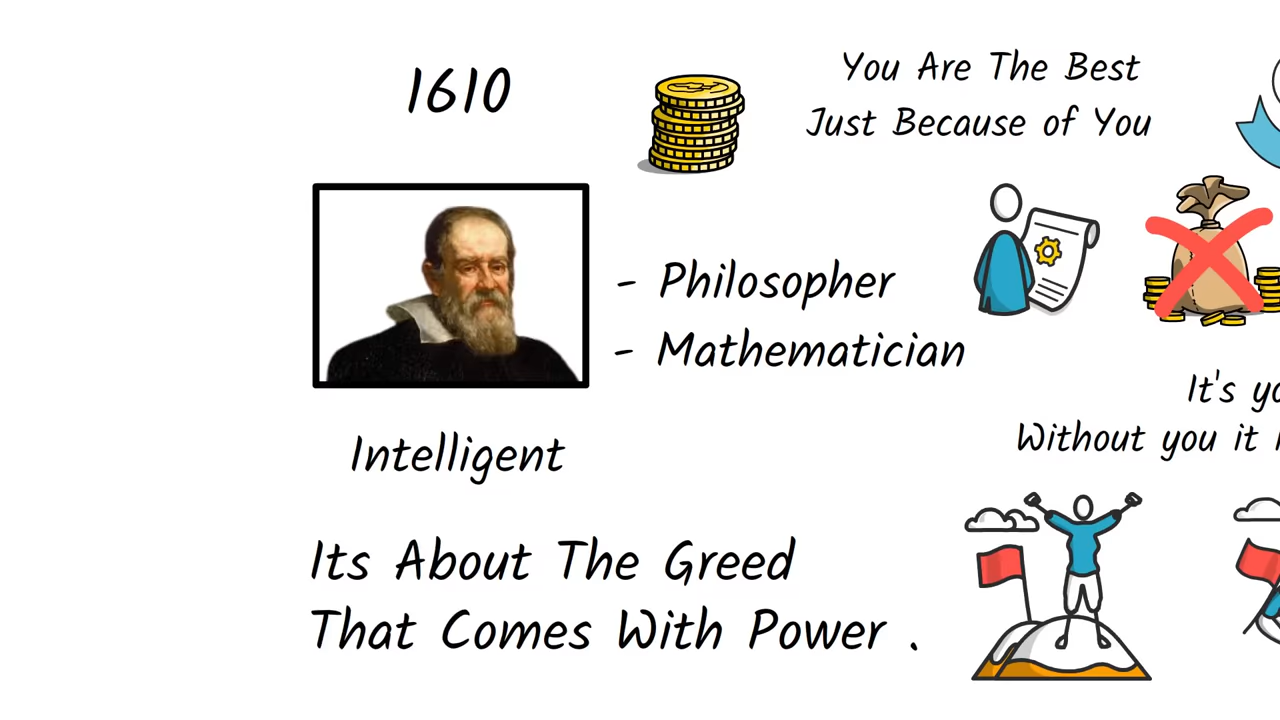 1610
You Are The Best
Just Because of You
- Philosopher
- Mathematician
It's
Without you it
Intelligent
Its About The Greed
That Comes With Power .